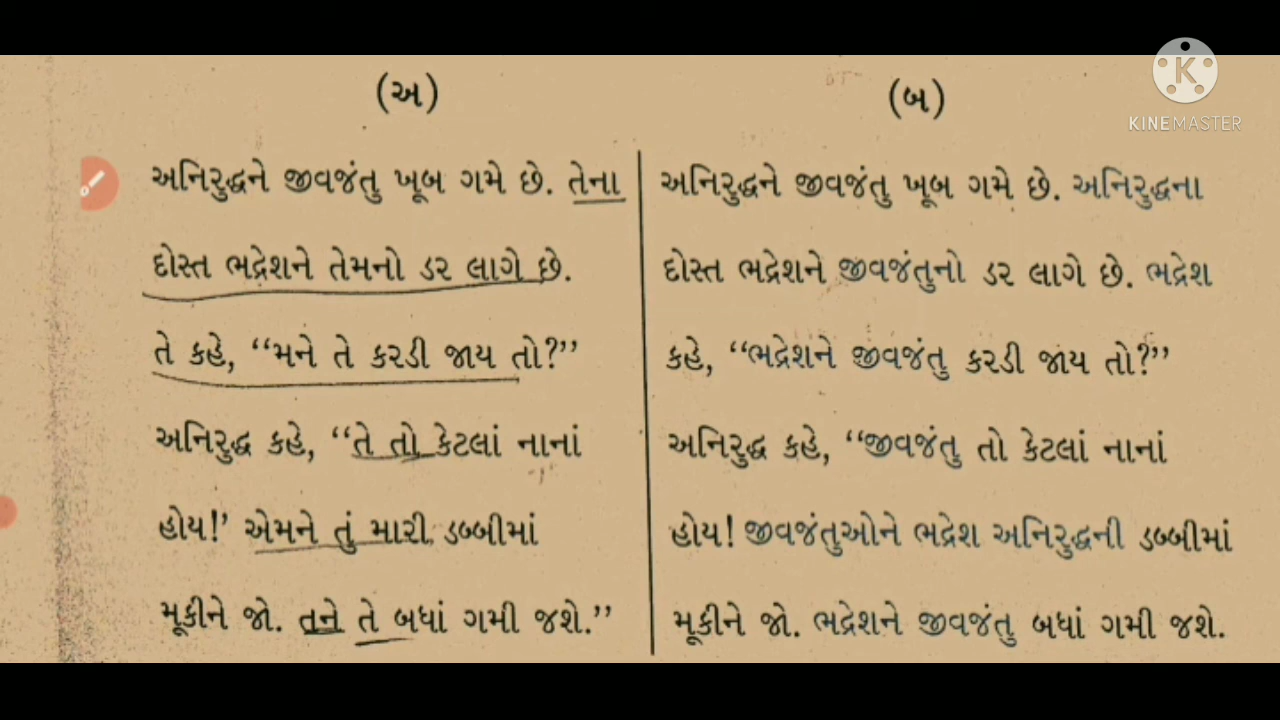 (અ)
અનિરુદ્ધને જીવજંતુ ખૂબ ગમે છે. તેના
દોસ્ત ભદ્રેશને તેમનો ડર લાગે છે.
તે કહે, “મને તે કરડી જાય તો?”
અનિરુદ્ધ કહે, “તે તો કેટલાં નાનાં
હોય!’ એમને તું મારી ડબ્બીમાં
મૂકીને જો. તને તે બધાં ગમી જશે.”
(બ)
અનિરુદ્ધને જીવજંતુ ખૂબ ગમે છે. અનિરુદ્ધના
દોસ્ત ભદ્રેશને જીવજંતુનો ડર લાગે છે. ભદ્રેશ
કહે, “ભદ્રેશને જીવજંતુ કરડી જાય તો?”
અનિરુદ્ધ કહે, “જીવજંતુ તો કેટલાં નાનાં
હોય! જીવજંતુઓને ભદ્રેશ અનિરુદ્ધની ડબ્બીમાં
મૂકીને જો. ભદ્રેશને જીવજંતુ બધાં ગમી જશે.
K
KINEMASTER